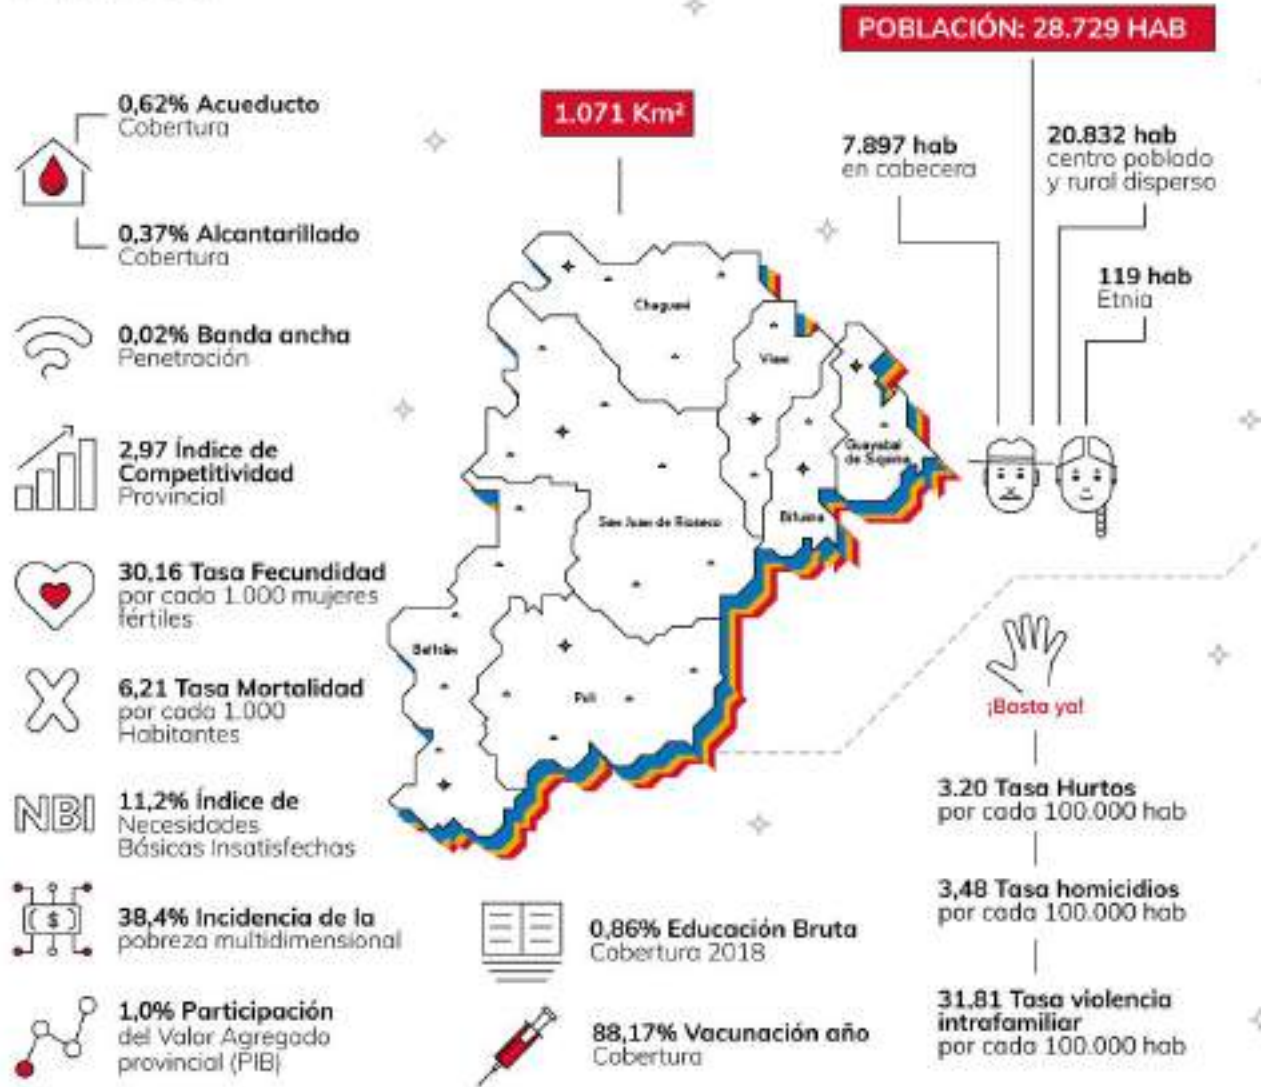 POBLACIÓN: 28.729 HAB
1.071 Km²
7.897 hab
en cabecera
20.832 hab
centro poblado
y rural disperso
119 hab
Etnia
0,62% Acueducto
Cobertura
0,37% Alcantarillado
Cobertura
0,02% Banda ancha
Penetración
2,97 Índice de
Competitividad
Provincial
30,16 Tasa Fecundidad
por cada 1.000 mujeres
fértiles
6,21 Tasa Mortalidad
por cada 1.000
Habitantes
NBI
11,2% Índice de
Necesidades
Básicas Insatisfechas
$
38,4% Incidencia de la
pobreza multidimensional
1,0% Participación
del Valor Agregado
provincial (PIB)
Chaguaní
Vianí
Guayabal
de Síquima
Bituima
San Juan de Rioseco
Beltrán
Pulí
0,86% Educación Bruta
Cobertura 2018
88,17% Vacunación año
Cobertura
¡Basta ya!
3.20 Tasa Hurtos
por cada 100.000 hab
3,48 Tasa homicidios
por cada 100.000 hab
31,81 Tasa violencia
intrafamiliar
por cada 100.000 hab